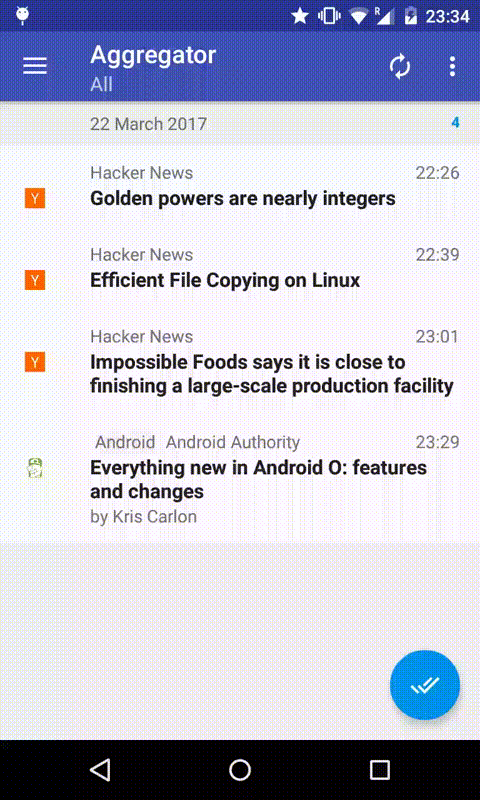 R
23:34
Aggregator
All
22 March 2017 4
Hacker News 22:26
Y Golden powers are nearly integers
Hacker News 22:39
Y Efficient File Copying on Linux
Hacker News 23:01
Y Impossible Foods says it is close to
finishing a large-scale production facility
Android Android Authority 23:29
Everything new in Android O: features
and changes
by Kris Carlon